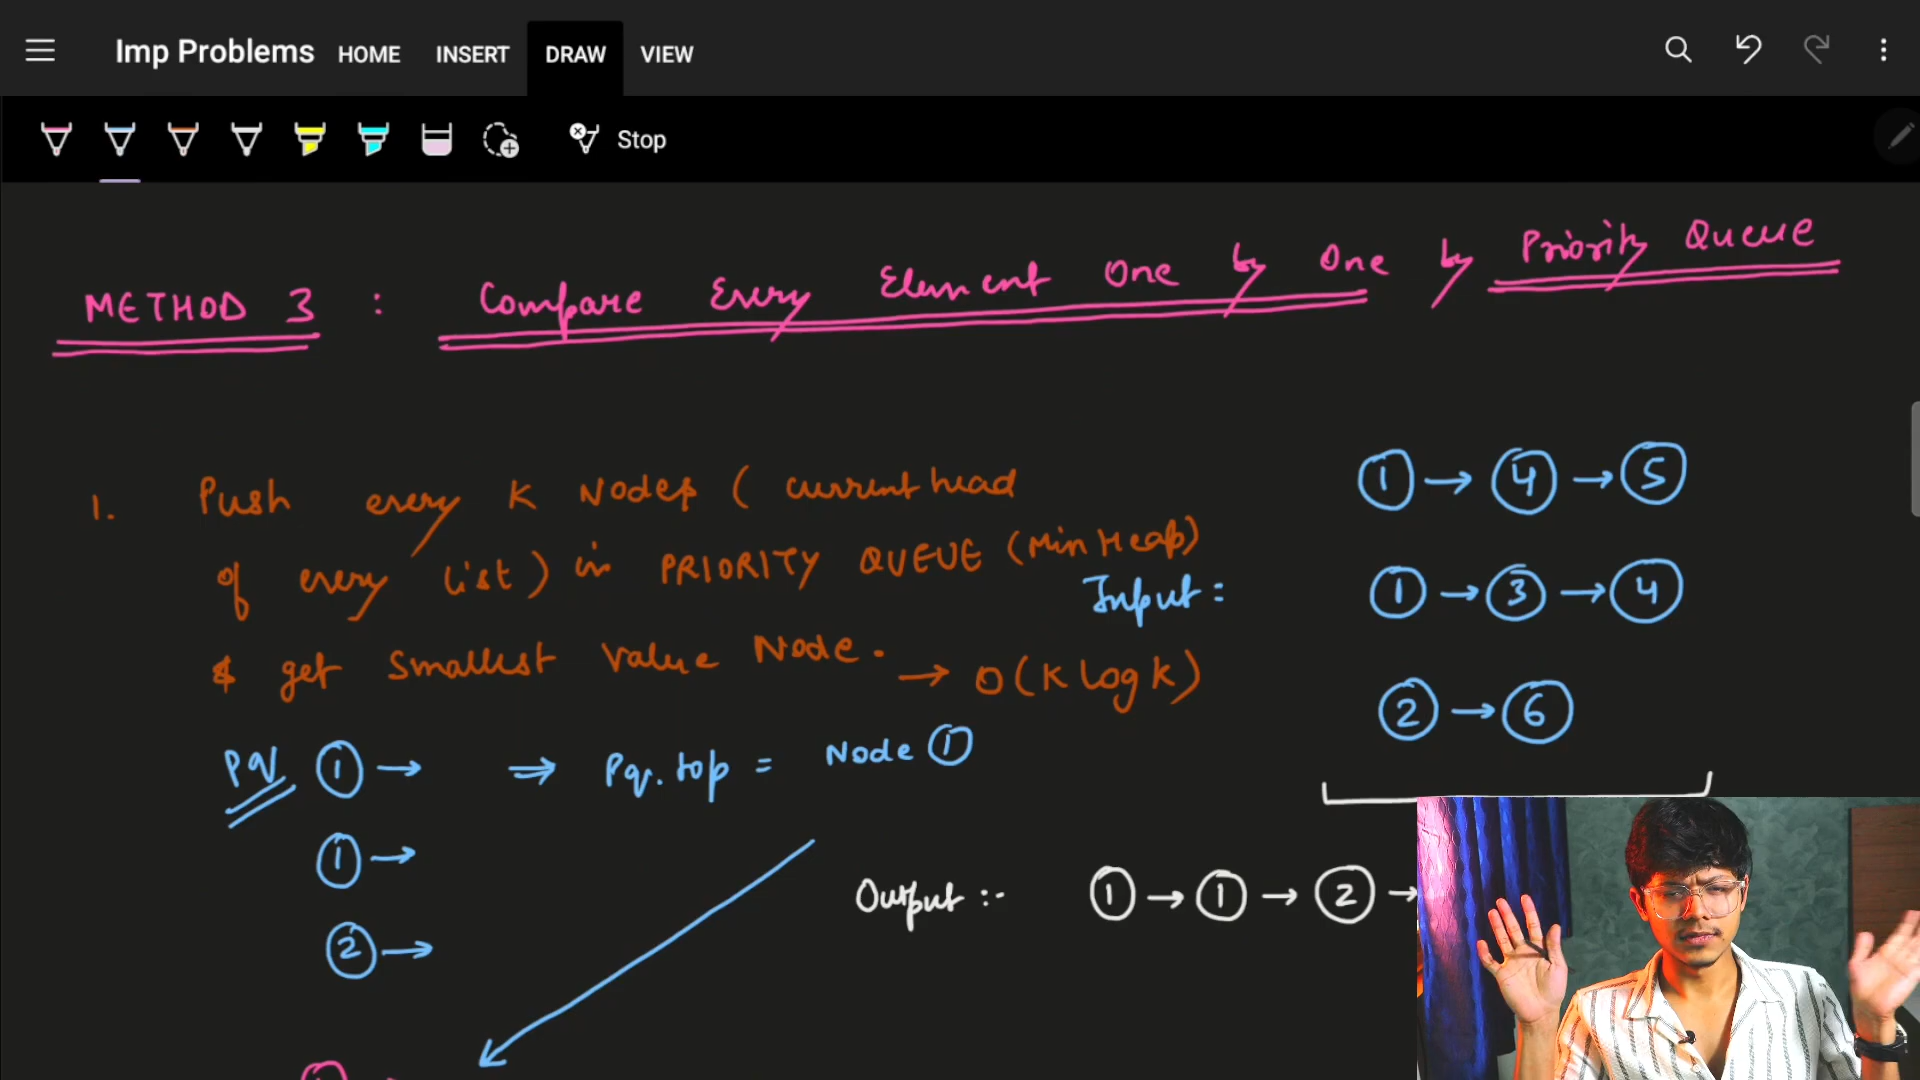 Imp Problems HOME INSERT DRAW VIEW
Stop
METHOD 3 : Compare Every Element One by One by Priority Queue
1. Push every K Nodes ( current head
of every list) in PRIORITY QUEUE (Min Heap)
& get smallest value Node. → O(K log K)
Input :
1 → 4 → 5
1 → 3 → 4
2 → 6
Pq 1 → ⇒ Pq.top = Node 1
1 →
2 →
Output :- 1 → 1 → 2 →